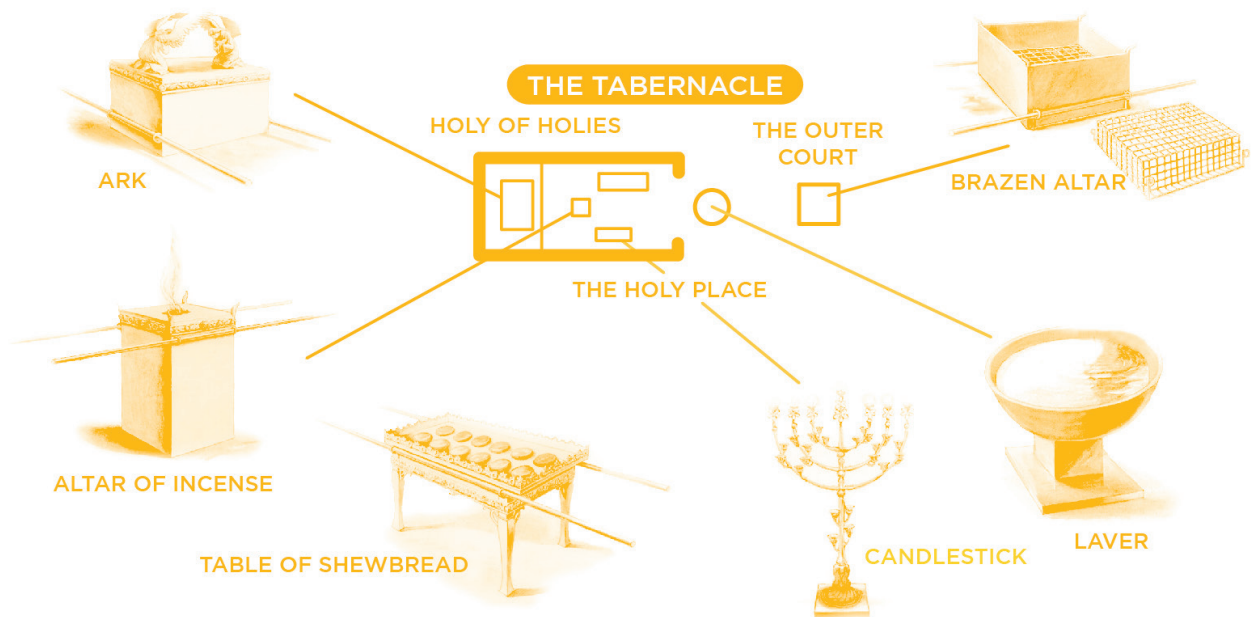 THE TABERNACLE
HOLY OF HOLIES
THE OUTER
COURT
ARK
BRAZEN ALTAR
THE HOLY PLACE
ALTAR OF INCENSE
TABLE OF SHEWBREAD
CANDLESTICK
LAVER